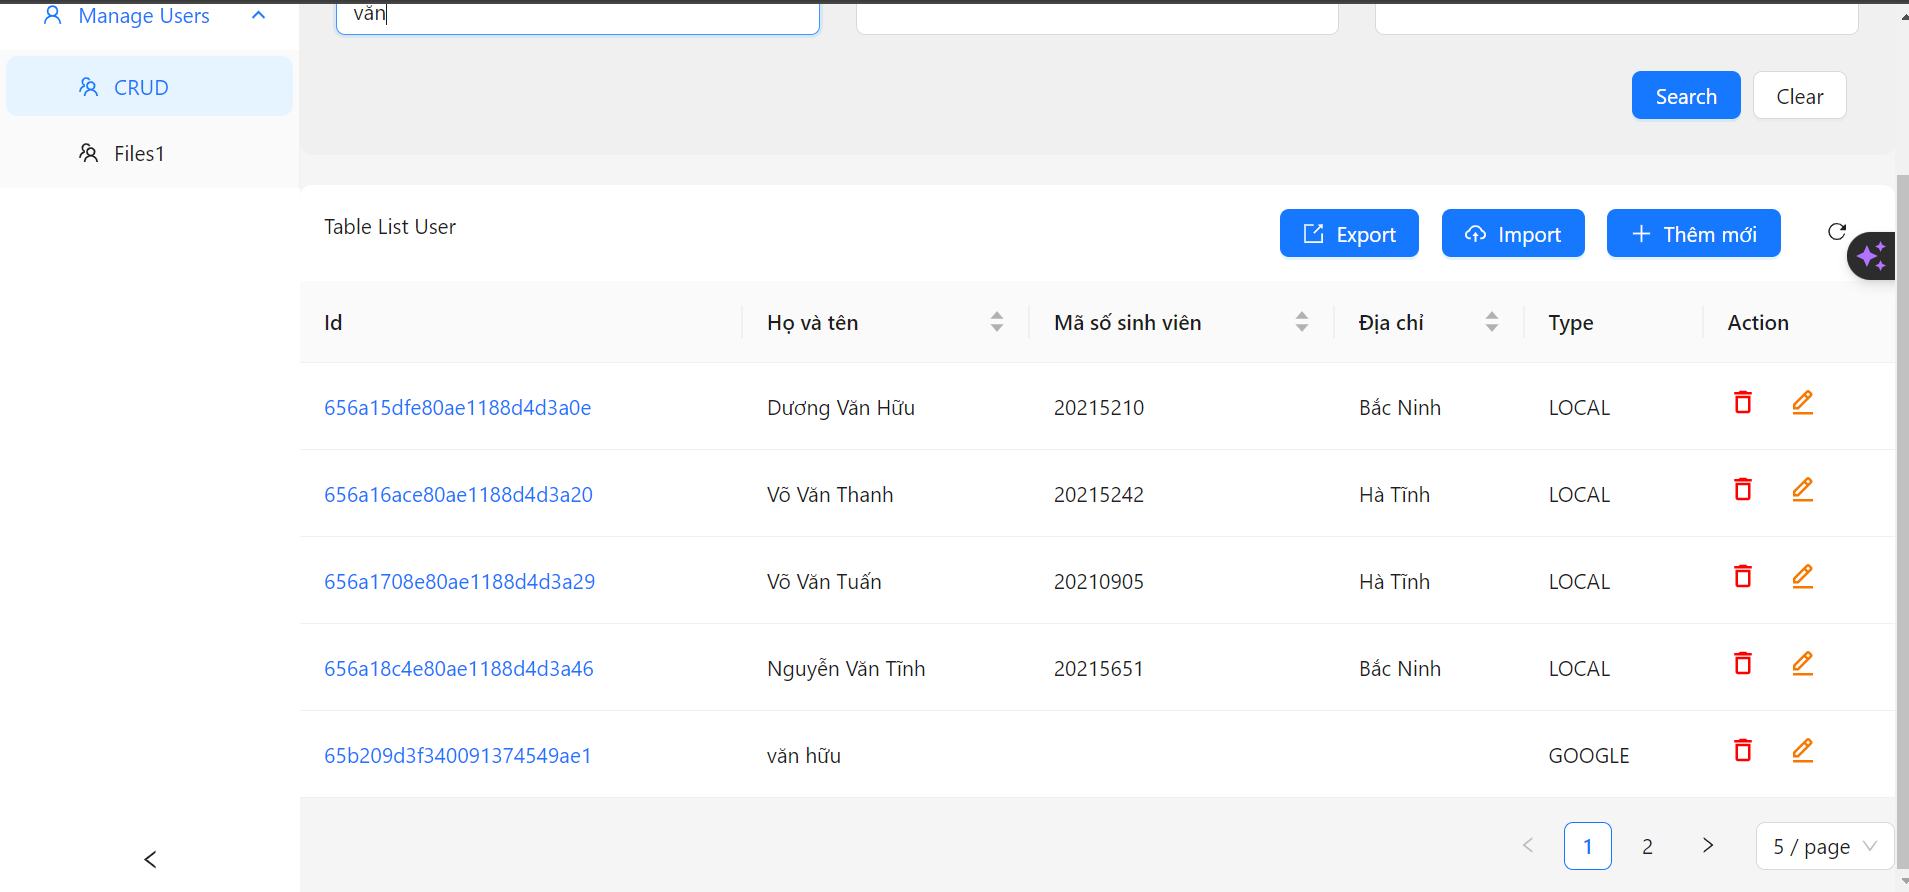 Manage Users
văn
CRUD
Search
Clear
Files1
Table List User
Export
Import
Thêm mới
Id
Họ và tên
Mã số sinh viên
Địa chỉ
Type
Action
656a15dfe80ae1188d4d3a0e Dương Văn Hữu 20215210 Bắc Ninh LOCAL
656a16ace80ae1188d4d3a20 Võ Văn Thanh 20215242 Hà Tĩnh LOCAL
656a1708e80ae1188d4d3a29 Võ Văn Tuấn 20210905 Hà Tĩnh LOCAL
656a18c4e80ae1188d4d3a46 Nguyễn Văn Tĩnh 20215651 Bắc Ninh LOCAL
65b209d3f340091374549ae1 văn hữu GOOGLE
1 2 5 / page